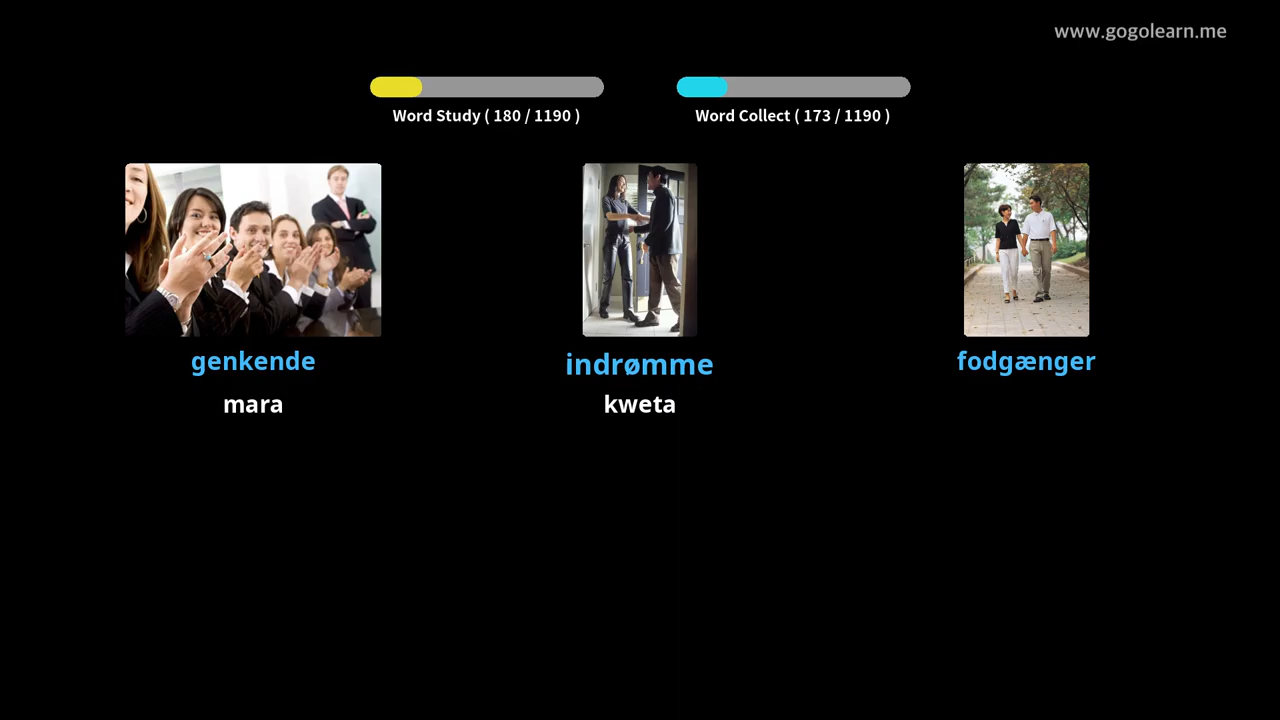 www.gogolearn.me
Word Study ( 180 / 1190 )
Word Collect ( 173 / 1190 )
genkende
mara
indrømme
kweta
fodgænger